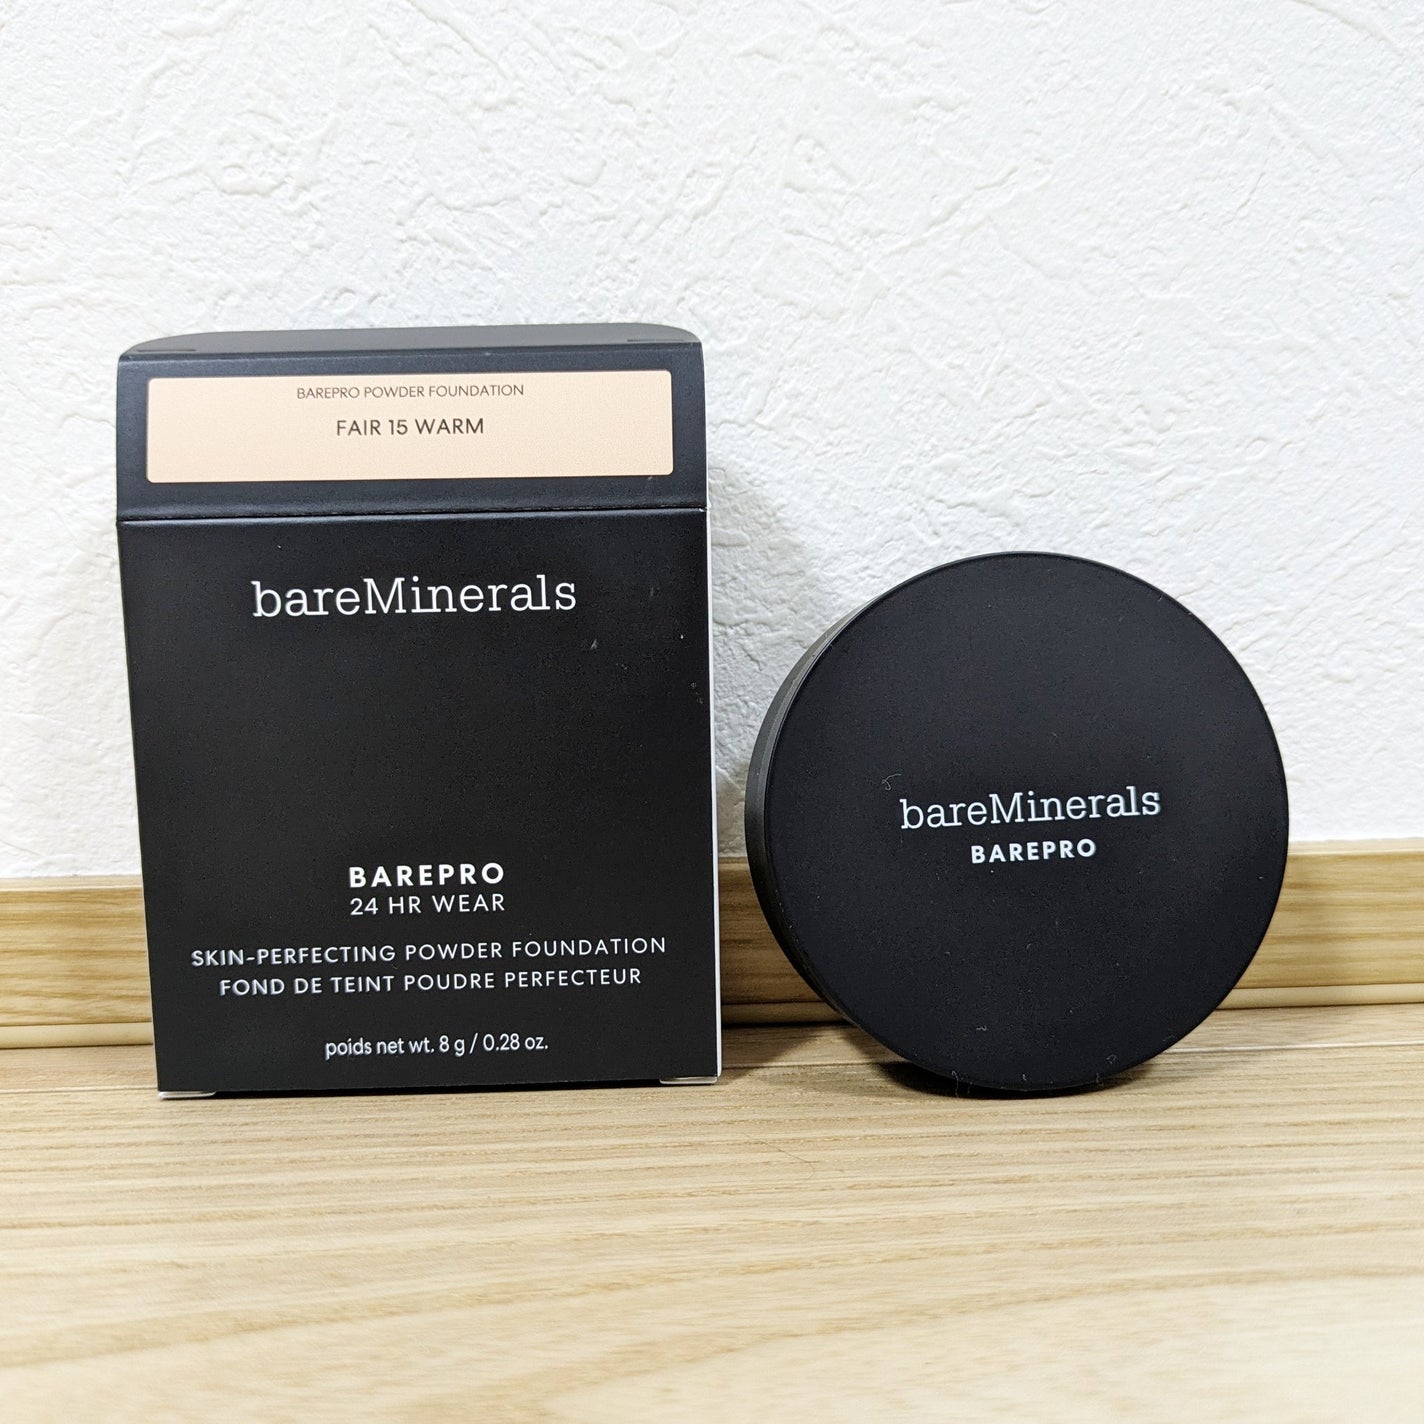 BAREPRO POWDER FOUNDATION
FAIR 15 WARM
bareMinerals
BAREPRO
24 HR WEAR
SKIN-PERFECTING POWDER FOUNDATION
FOND DE TEINT POUDRE PERFECTEUR
poids net wt. 8 g / 0.28 oz.
bareMinerals
BAREPRO